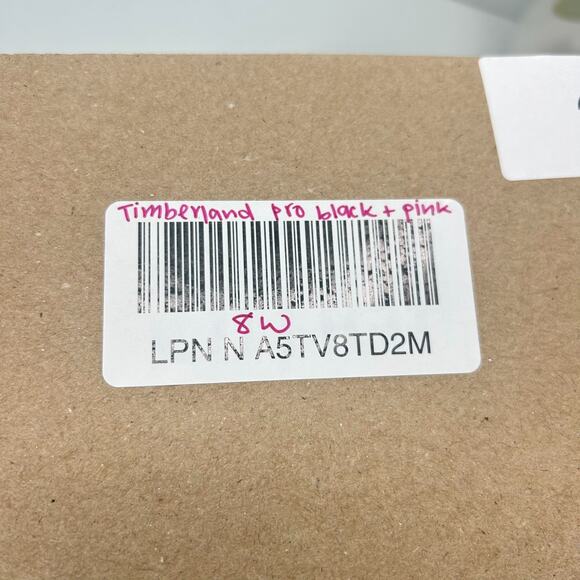 Timberland pro black + pink
8W
LPN N A5TV8TD2M